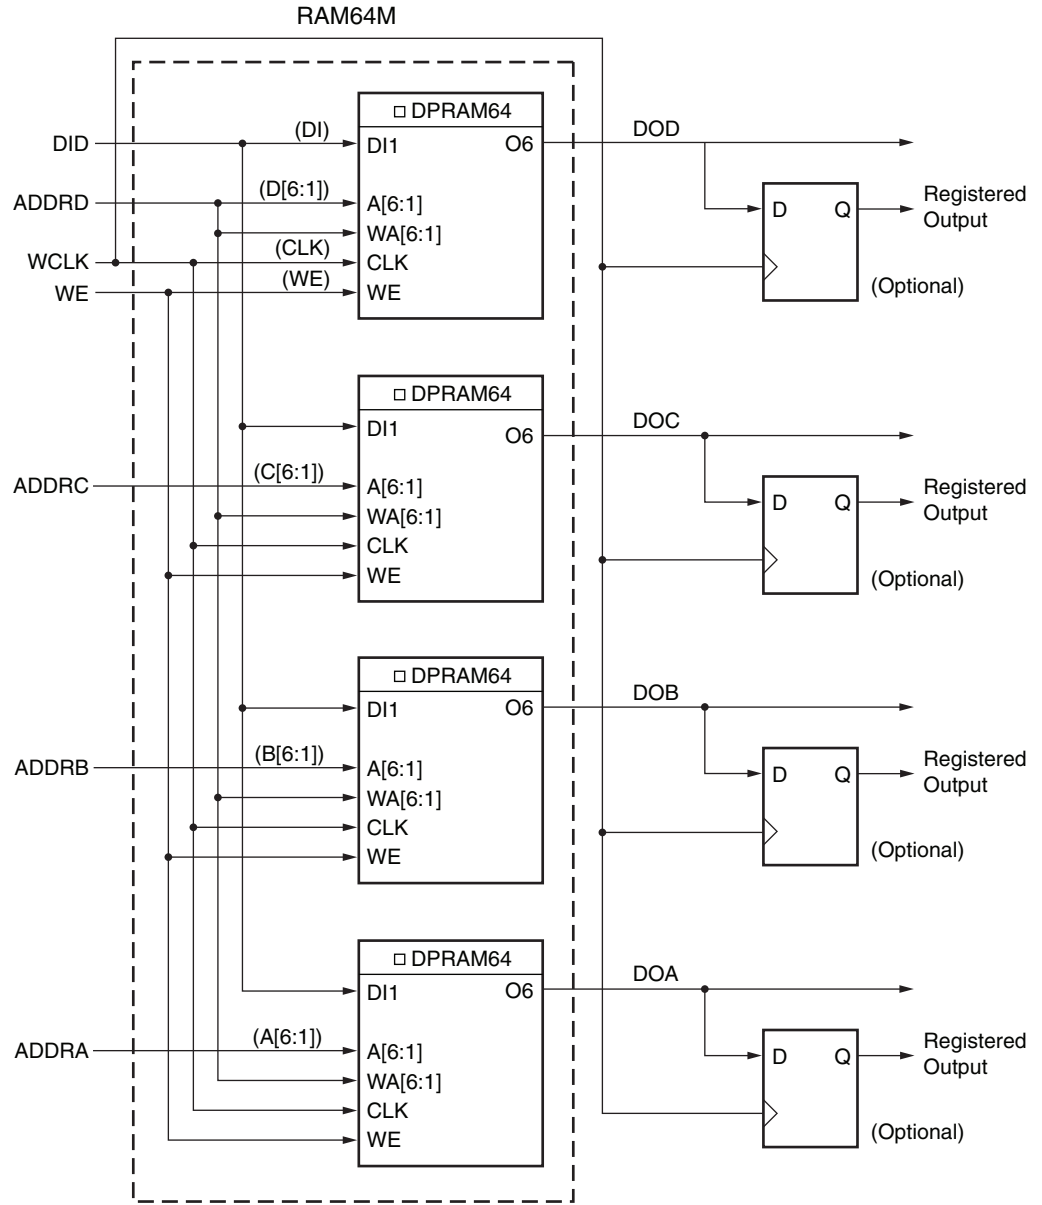 RAM64M
DPRAM64
DID
(DI)
DI1
O6
DOD
ADDRD
(D[6:1])
A[6:1]
WA[6:1]
WCLK
(CLK)
CLK
WE
(WE)
WE
D
Q
Registered
Output
(Optional)
DPRAM64
DI1
O6
DOC
ADDRC
(C[6:1])
A[6:1]
WA[6:1]
CLK
WE
D
Q
Registered
Output
(Optional)
DPRAM64
DI1
O6
DOB
ADDRB
(B[6:1])
A[6:1]
WA[6:1]
CLK
WE
D
Q
Registered
Output
(Optional)
DPRAM64
DI1
O6
DOA
ADDRA
(A[6:1])
A[6:1]
WA[6:1]
CLK
WE
D
Q
Registered
Output
(Optional)